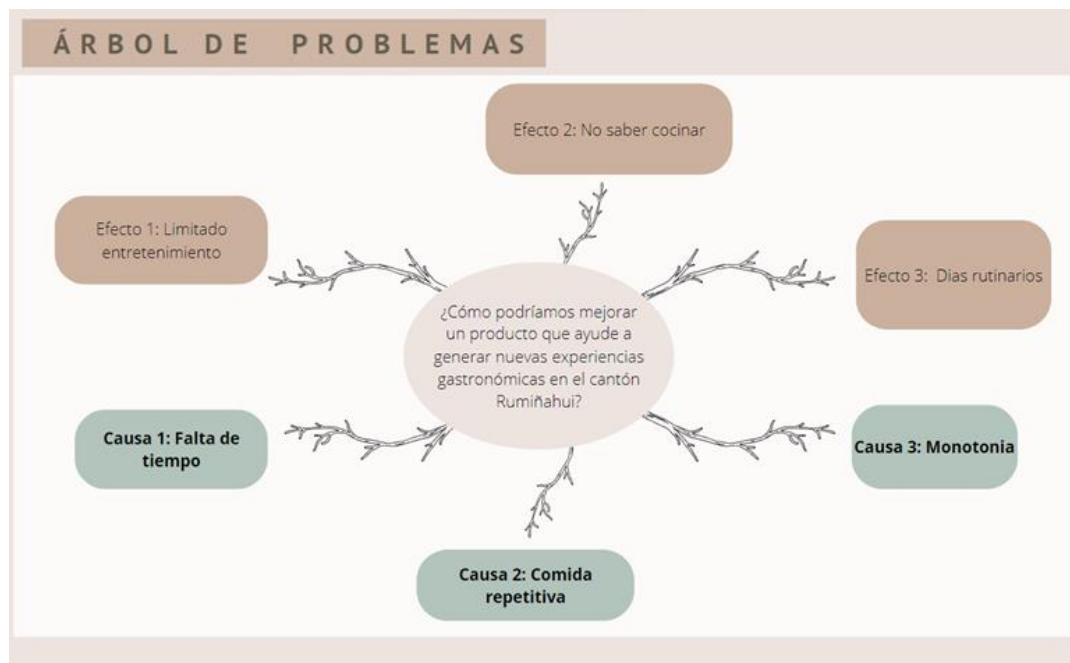 ÁRBOL DE PROBLEMAS
Efecto 2: No saber cocinar
Efecto 1: Limitado
entretenimiento
Efecto 3: Dias rutinarios
¿Cómo podríamos mejorar
un producto que ayude a
generar nuevas experiencias
gastronómicas en el cantón
Rumiñahui?
Causa 1: Falta de
tiempo
Causa 3: Monotonia
Causa 2: Comida
repetitiva